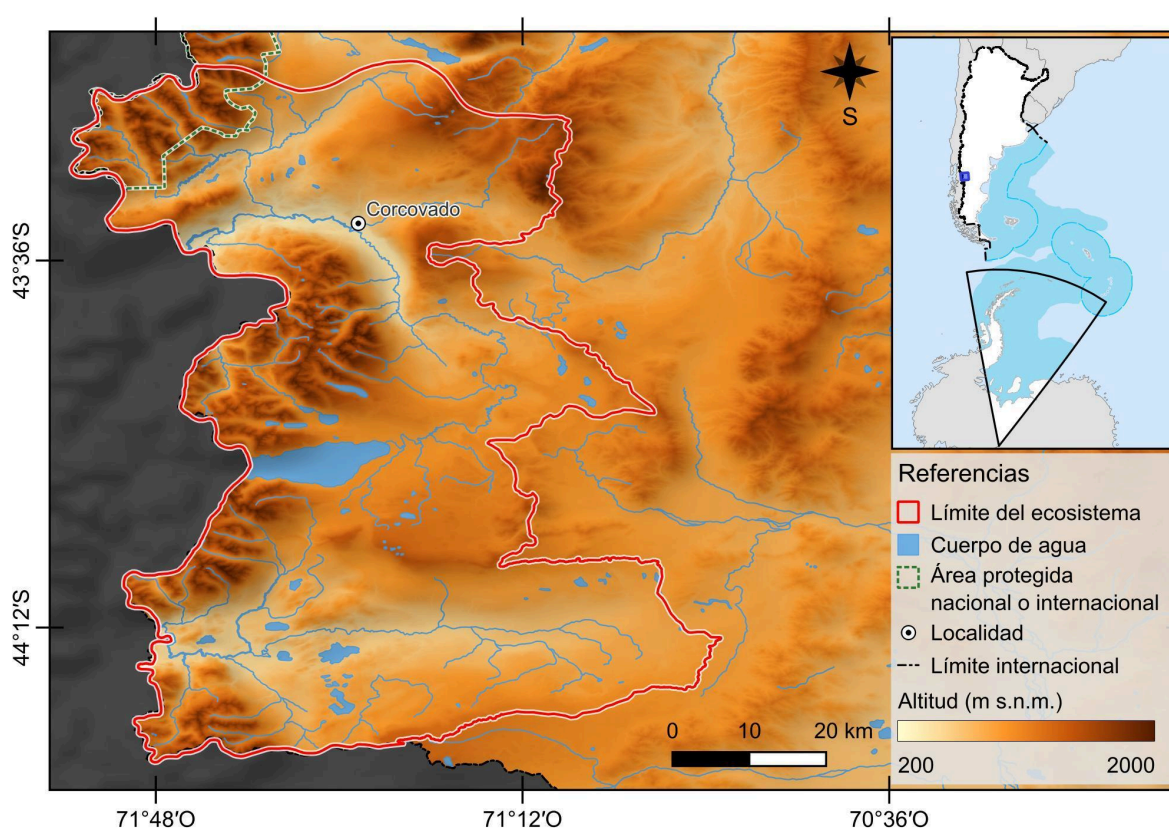 S
Corcovado
43°36′S
44°12′S
71°48′O
71°12′O
70°36′O
0 10 20 km
Referencias
Límite del ecosistema
Cuerpo de agua
Área protegida
nacional o internacional
Localidad
Límite internacional
Altitud (m s.n.m.)
200 2000